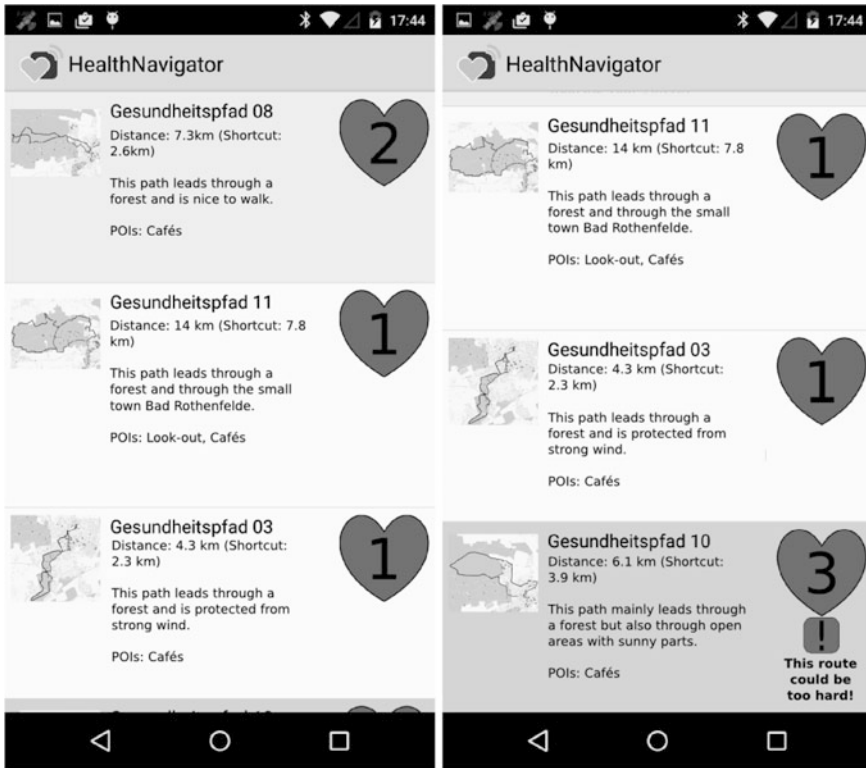 17:44
HealthNavigator
Gesundheitspfad 08
Distance: 7.3km (Shortcut:
2.6km)
This path leads through a
forest and is nice to walk.
POIs: Cafés
2
Gesundheitspfad 11
Distance: 14 km (Shortcut: 7.8
km)
This path leads through a
forest and through the small
town Bad Rothenfelde.
POIs: Look-out, Cafés
1
Gesundheitspfad 03
Distance: 4.3 km (Shortcut:
2.3 km)
This path leads through a
forest and is protected from
strong wind.
POIs: Cafés
1
17:44
HealthNavigator
Gesundheitspfad 11
Distance: 14 km (Shortcut: 7.8
km)
This path leads through a
forest and through the small
town Bad Rothenfelde.
POIs: Look-out, Cafés
1
Gesundheitspfad 03
Distance: 4.3 km (Shortcut:
2.3 km)
This path leads through a
forest and is protected from
strong wind.
POIs: Cafés
1
Gesundheitspfad 10
Distance: 6.1 km (Shortcut:
3.9 km)
This path mainly leads through
a forest but also through open
areas with sunny parts.
POIs: Cafés
3
!
This route
could be
too hard!